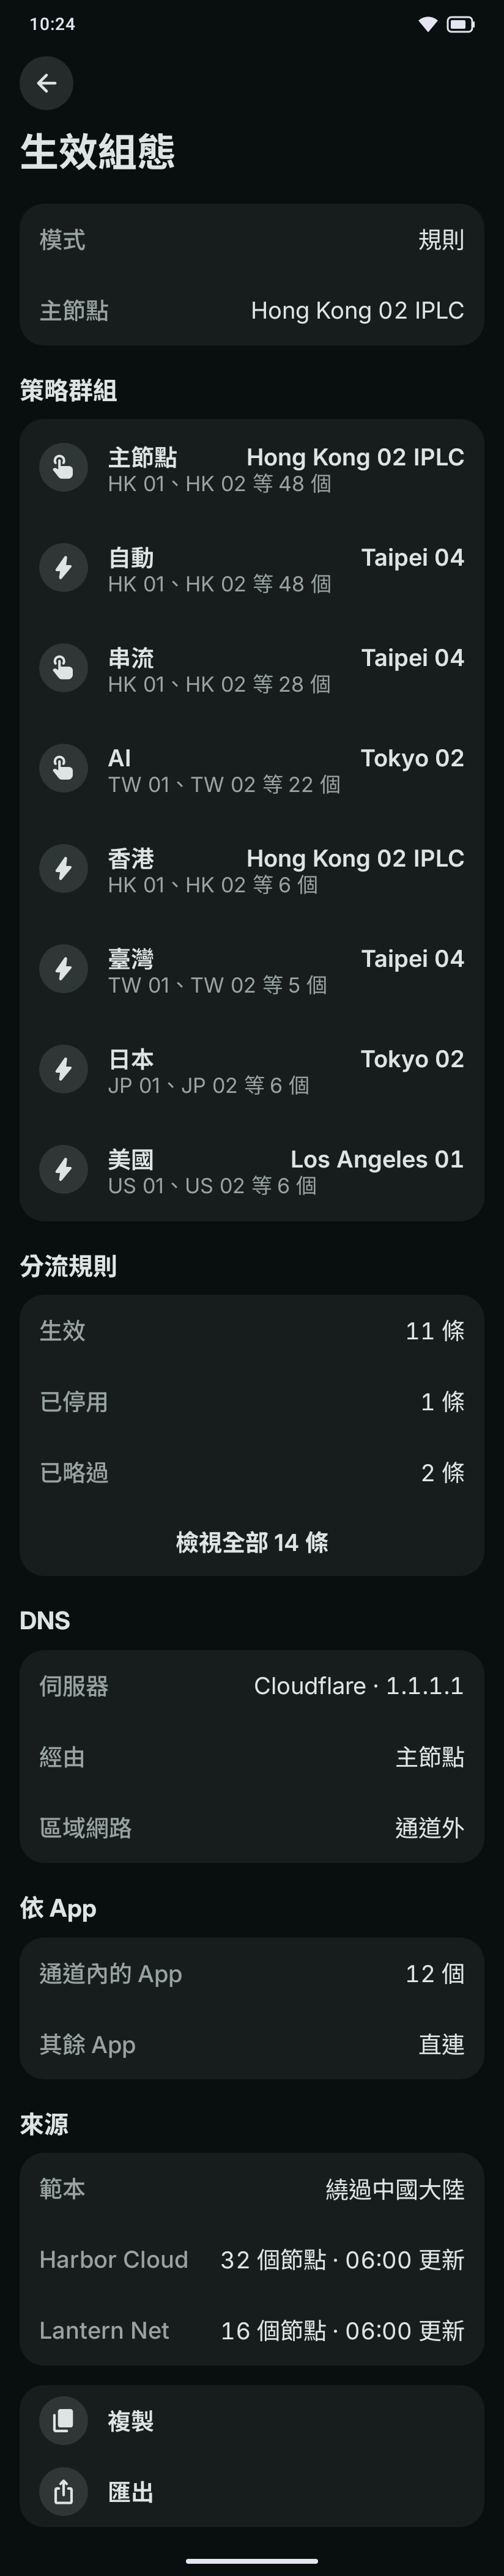 10:24
生效組態
模式 規則
主節點 Hong Kong 02 IPLC
策略群組
主節點 Hong Kong 02 IPLC
HK 01、HK 02 等 48 個
自動 Taipei 04
HK 01、HK 02 等 48 個
串流 Taipei 04
HK 01、HK 02 等 28 個
AI Tokyo 02
TW 01、TW 02 等 22 個
香港 Hong Kong 02 IPLC
HK 01、HK 02 等 6 個
臺灣 Taipei 04
TW 01、TW 02 等 5 個
日本 Tokyo 02
JP 01、JP 02 等 6 個
美國 Los Angeles 01
US 01、US 02 等 6 個
分流規則
生效 11 條
已停用 1 條
已略過 2 條
檢視全部 14 條
DNS
伺服器 Cloudflare · 1.1.1.1
經由 主節點
區域網路 通道外
依 App
通道內的 App 12 個
其餘 App 直連
來源
範本 繞過中國大陸
Harbor Cloud 32 個節點 · 06:00 更新
Lantern Net 16 個節點 · 06:00 更新
複製
匯出